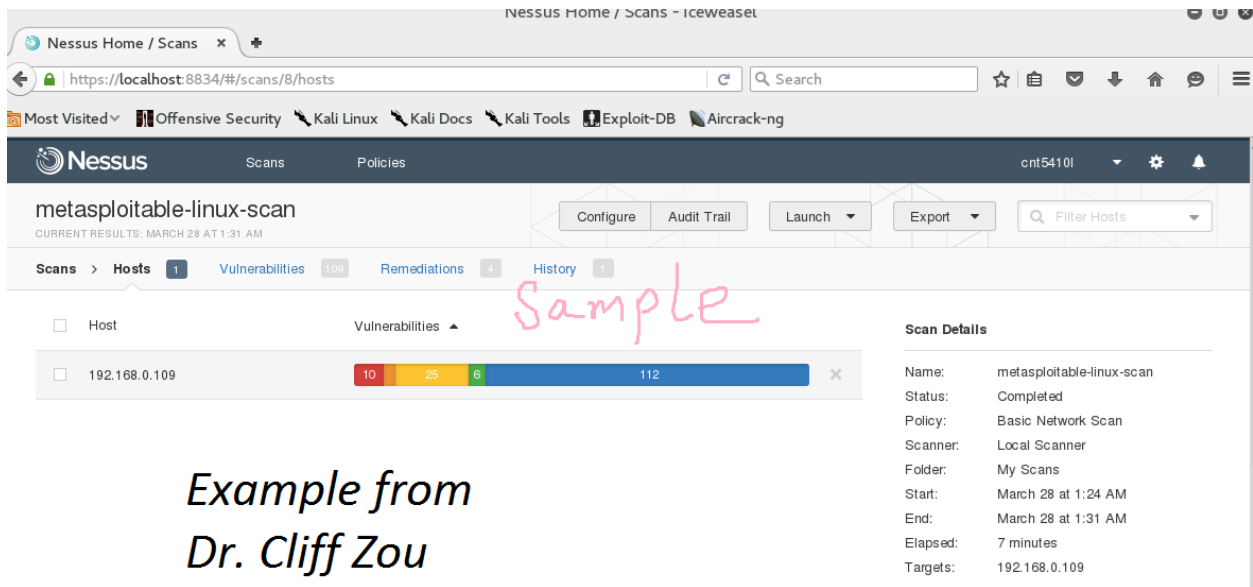 Nessus Home / Scans - Iceweasel
Nessus Home / Scans
https://localhost:8834/#/scans/8/hosts Search
Most Visited Offensive Security Kali Linux Kali Docs Kali Tools Exploit-DB Aircrack-ng
Nessus Scans Policies cnt5410l
metasploitable-linux-scan Configure Audit Trail Launch Export Filter Hosts
CURRENT RESULTS: MARCH 28 AT 1:31 AM
Scans > Hosts 1 Vulnerabilities 109 Remediations 4 History 1
Sample
Host Vulnerabilities
192.168.0.109 10 25 6 112
Scan Details
Name: metasploitable-linux-scan
Status: Completed
Policy: Basic Network Scan
Scanner: Local Scanner
Folder: My Scans
Start: March 28 at 1:24 AM
End: March 28 at 1:31 AM
Elapsed: 7 minutes
Targets: 192.168.0.109
Example from
Dr. Cliff Zou